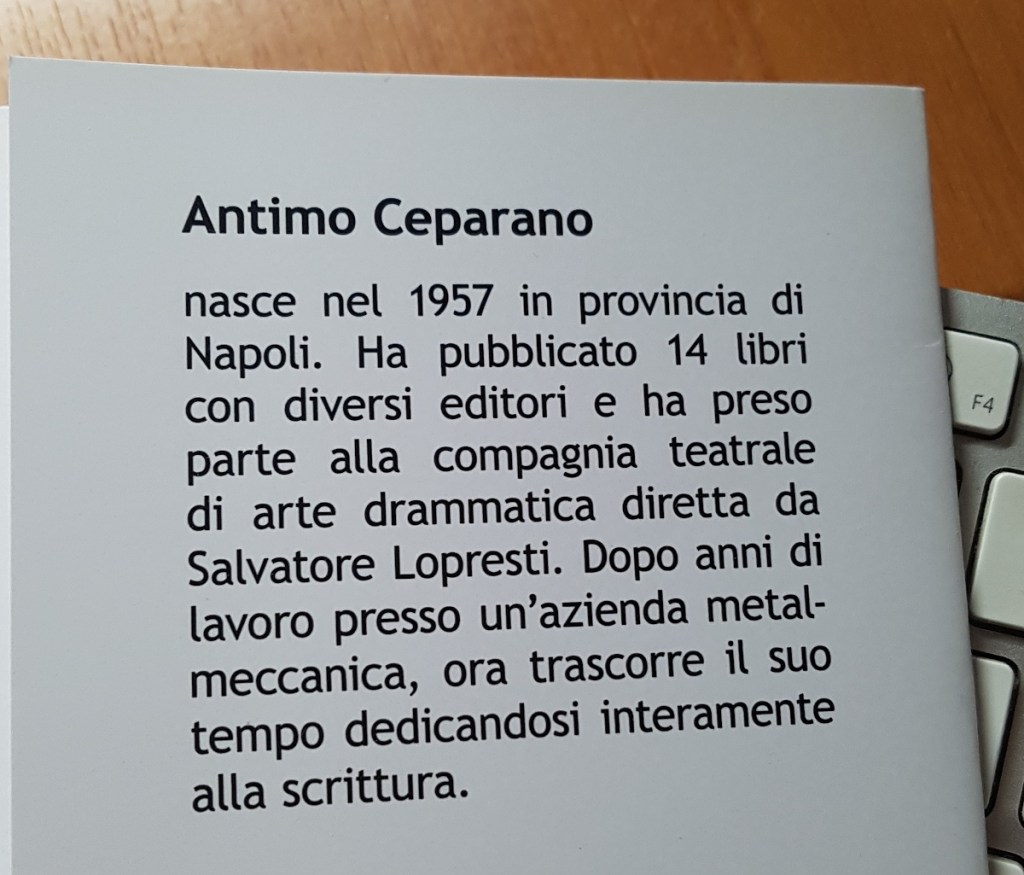 Antimo Ceparano
nasce nel 1957 in provincia di
Napoli. Ha pubblicato 14 libri
con diversi editori e ha preso
parte alla compagnia teatrale
di arte drammatica diretta da
Salvatore Lopresti. Dopo anni di
lavoro presso un'azienda metal-
meccanica, ora trascorre il suo
tempo dedicandosi interamente
alla scrittura.
F4